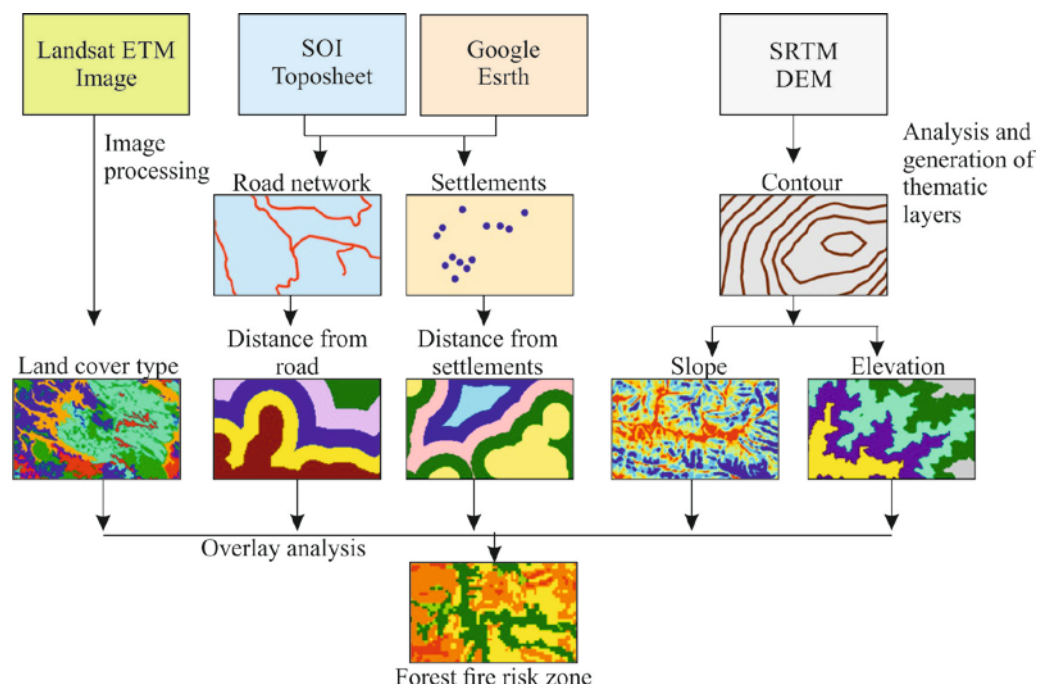 Landsat ETM
Image
SOI
Toposheet
Google
Esrth
SRTM
DEM
Image
processing
Analysis and
generation of
thematic
layers
Road network
Settlements
Contour
Distance from
road
Distance from
settlements
Land cover type
Slope
Elevation
Overlay analysis
Forest fire risk zone